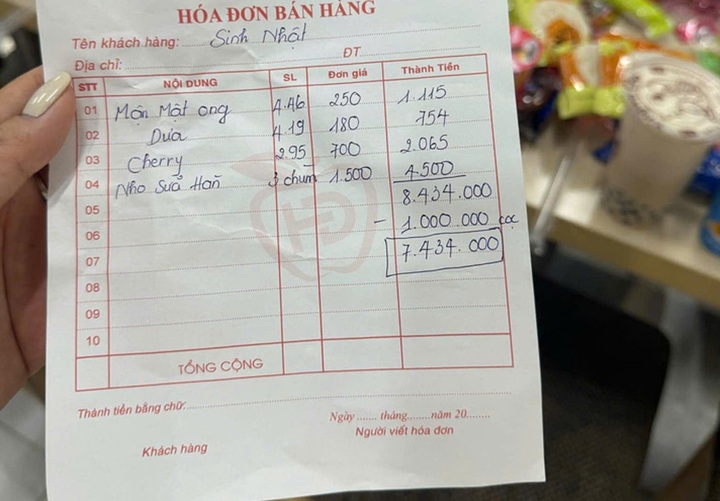 HÓA ĐƠN BÁN HÀNG
Tên khách hàng: Sinh Nhật
Địa chỉ: ĐT
STT NỘI DUNG SL Đơn giá Thành Tiền
01 Mận Mật ong 4.46 250 1.115
02 Dưa 4.19 180 754
03 Cherry 2.95 700 2.065
04 Nho Sữa Hàn 3 chùm 1.500 4.500
05 8.434.000
06 - 1.000.000 cọc
07 7.434.000
08
09
10
TỔNG CỘNG
Thành tiền bằng chữ:
Ngày ....... tháng........năm 20........
Khách hàng Người viết hóa đơn